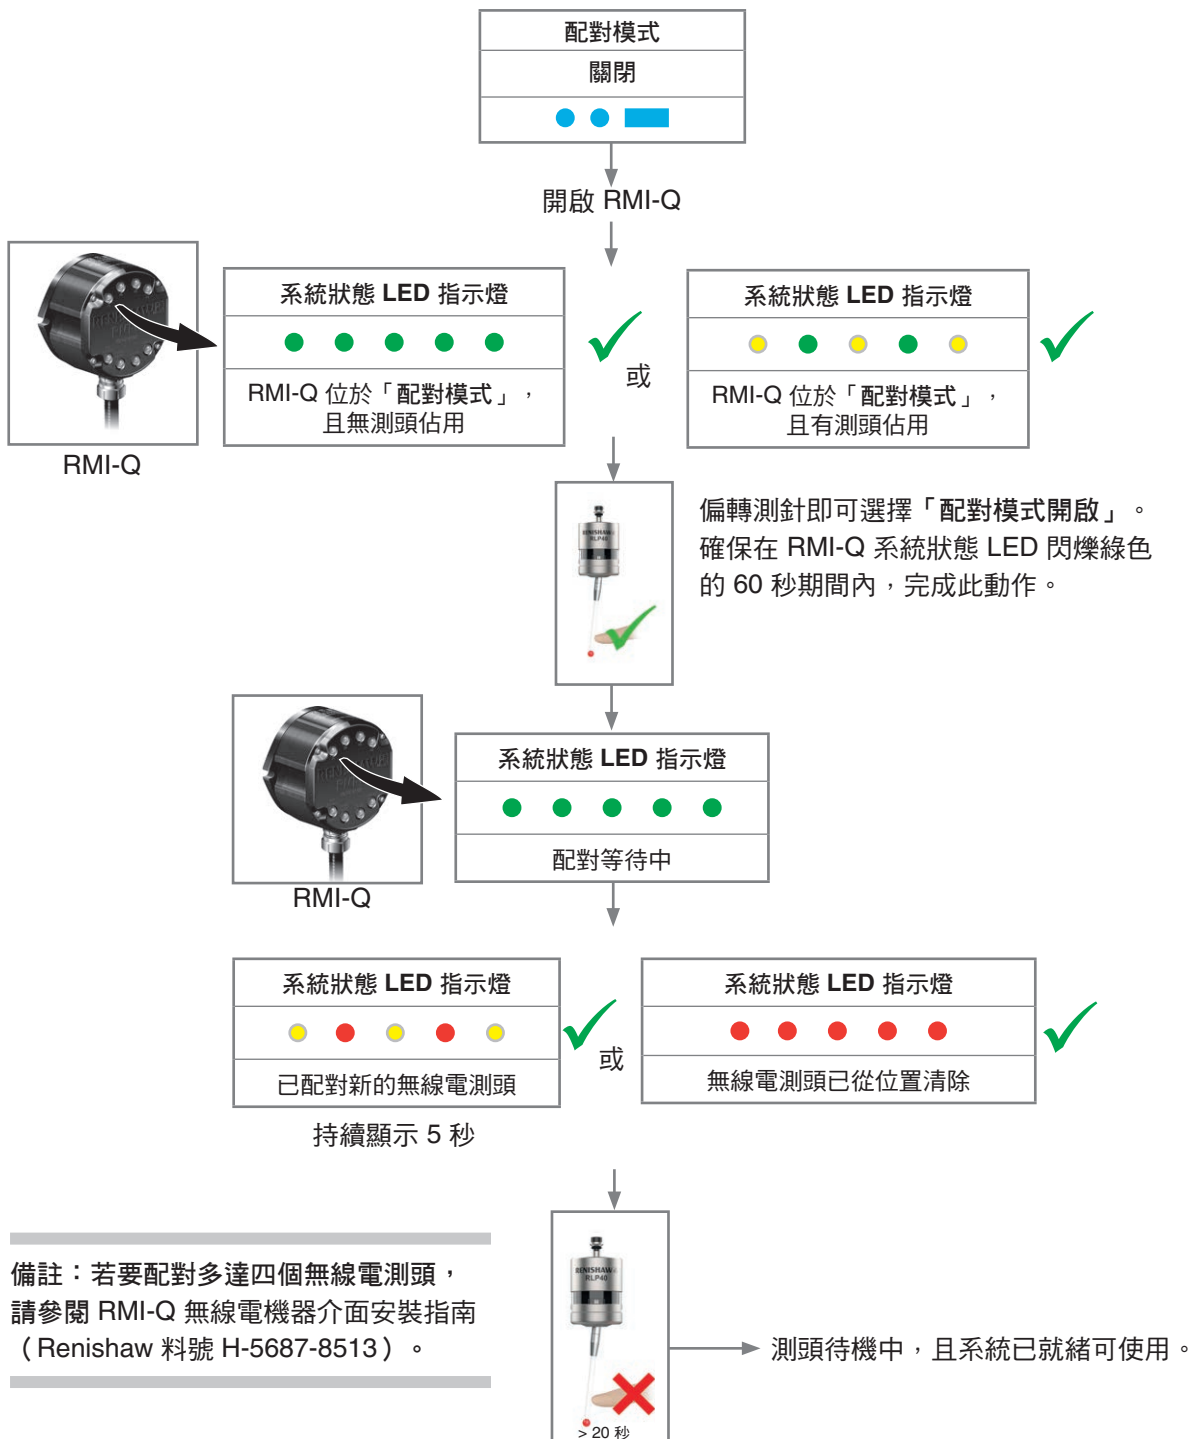 配對模式
關閉
開啟 RMI-Q
系統狀態 LED 指示燈
RMI-Q 位於「配對模式」，
且無測頭佔用
或
系統狀態 LED 指示燈
RMI-Q 位於「配對模式」，
且有測頭佔用
RMI-Q
RENISHAW
RLP40
偏轉測針即可選擇「配對模式開啟」。
確保在 RMI-Q 系統狀態 LED 閃爍綠色
的 60 秒期間內，完成此動作。
系統狀態 LED 指示燈
配對等待中
RMI-Q
系統狀態 LED 指示燈
已配對新的無線電測頭
持續顯示 5 秒
或
系統狀態 LED 指示燈
無線電測頭已從位置清除
備註：若要配對多達四個無線電測頭，
請參閱 RMI-Q 無線電機器介面安裝指南
（Renishaw 料號 H-5687-8513）。
RENISHAW
RLP40
> 20 秒
測頭待機中，且系統已就緒可使用。